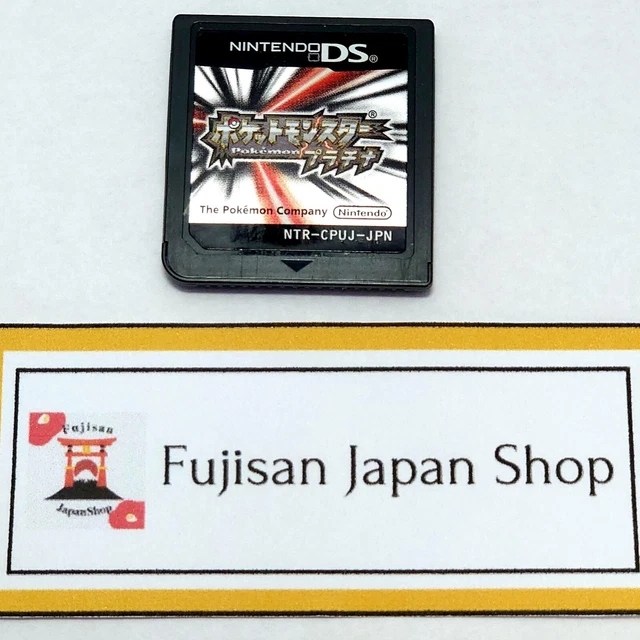 NINTENDO DS®
ポケットモンスター®
Pokémon プラチナ
The Pokémon Company Nintendo
NTR-CPUJ-JPN
Fujisan
JapanShop
Fujisan Japan Shop